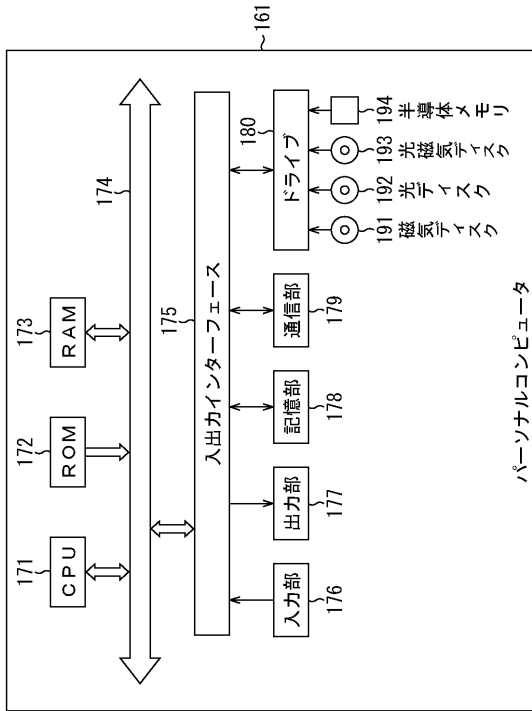 161
171
CPU
172
ROM
173
RAM
174
175
入出力インターフェース
入力部
176
出力部
177
記憶部
178
通信部
179
180
ドライブ
191 磁気ディスク
192 光ディスク
193 光磁気ディスク
194 半導体メモリ
パーソナルコンピュータ